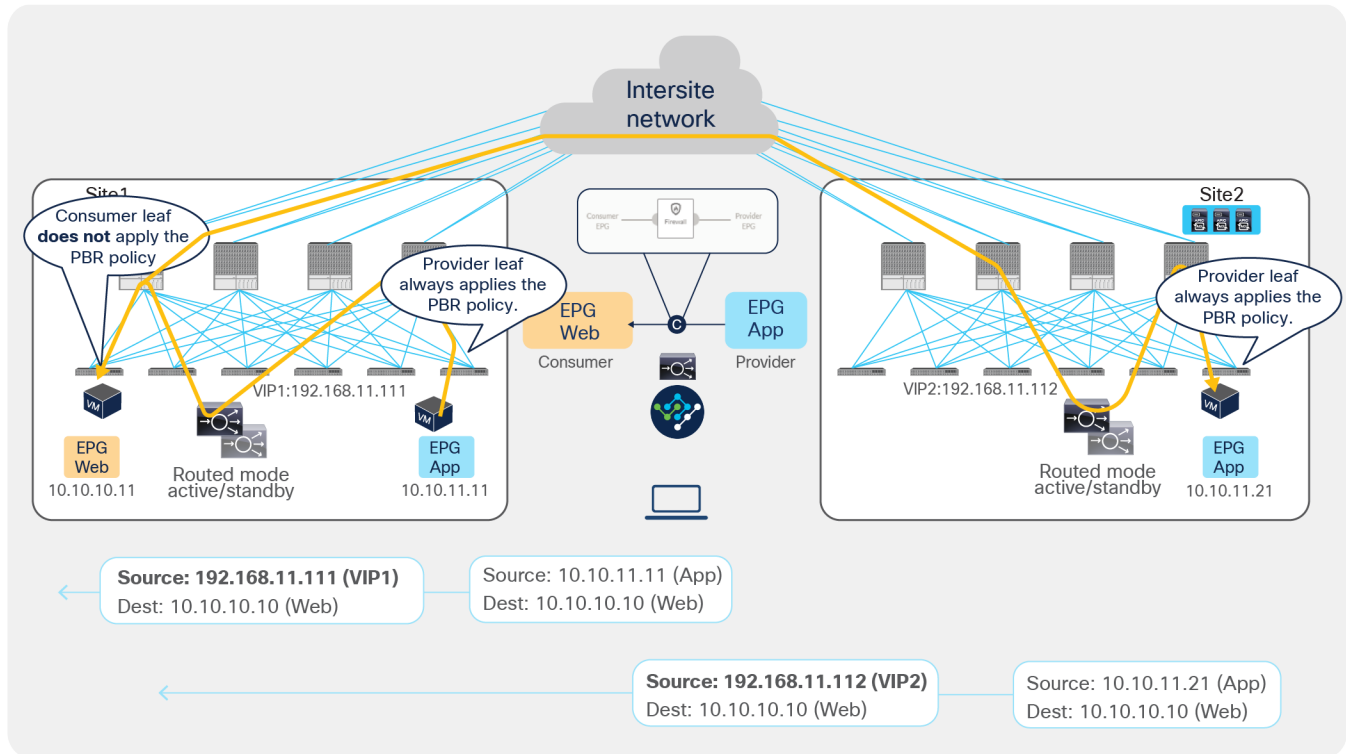 Intersite
network
Site1
Consumer leaf
does not apply the
PBR policy
Provider leaf
always applies the
PBR policy.
Consumer
EPG
Firewall
Provider
EPG
EPG
Web
Consumer
C
EPG
App
Provider
Site2
Provider leaf
always applies the
PBR policy.
VIP1:192.168.11.111
VIP2:192.168.11.112
VM
VM
VM
EPG
Web
10.10.10.11
Routed mode
active/standby
EPG
App
10.10.11.11
Routed mode
active/standby
EPG
App
10.10.11.21
Source: 192.168.11.111 (VIP1)
Dest: 10.10.10.10 (Web)
Source: 10.10.11.11 (App)
Dest: 10.10.10.10 (Web)
Source: 192.168.11.112 (VIP2)
Dest: 10.10.10.10 (Web)
Source: 10.10.11.21 (App)
Dest: 10.10.10.10 (Web)